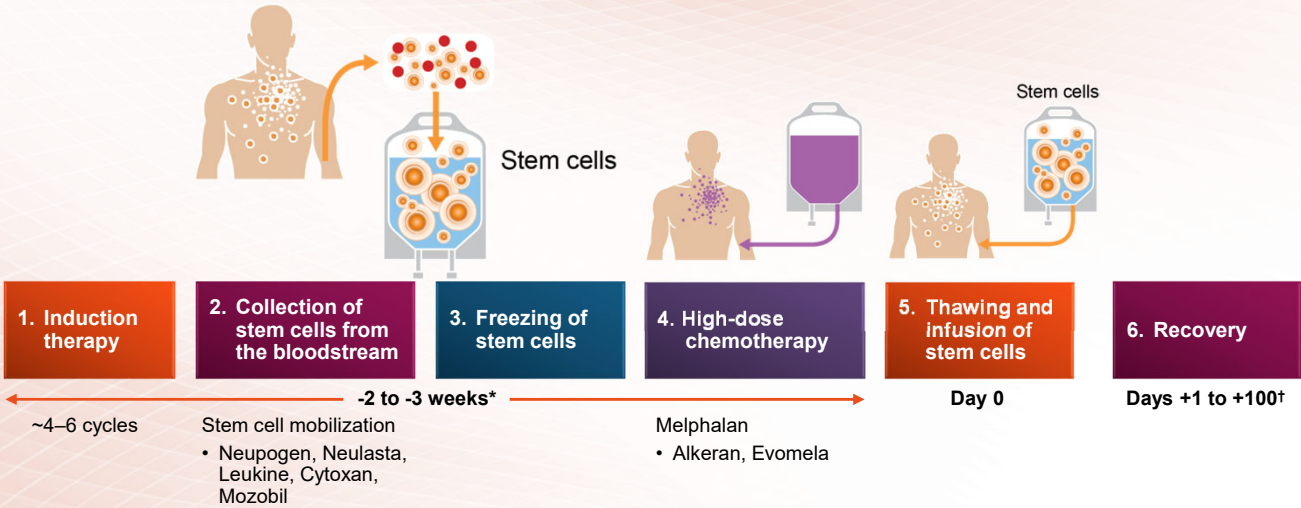 Stem cells
Stem cells
1. Induction
therapy
2. Collection of
stem cells from
the bloodstream
3. Freezing of
stem cells
4. High-dose
chemotherapy
5. Thawing and
infusion of
stem cells
6. Recovery
-2 to -3 weeks*
Day 0
Days +1 to +100†
~4–6 cycles
Stem cell mobilization
• Neupogen, Neulasta,
Leukine, Cytoxan,
Mozobil
Melphalan
• Alkeran, Evomela